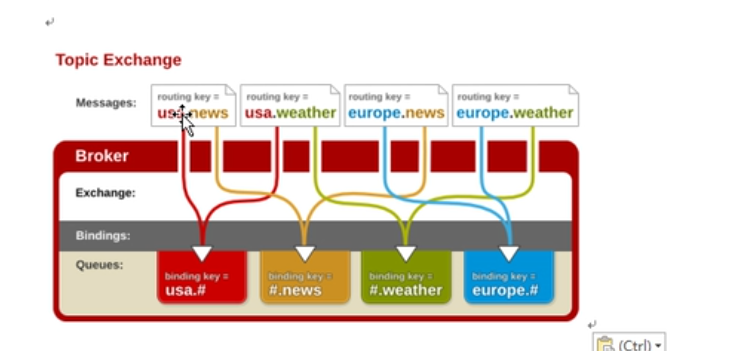 Topic Exchange
Messages:
routing key =
usa.news
routing key =
usa.weather
routing key =
europe.news
routing key =
europe.weather
Broker
Exchange:
Bindings:
Queues:
binding key =
usa.#
binding key =
#.news
binding key =
#.weather
binding key =
europe.#
(Ctrl)